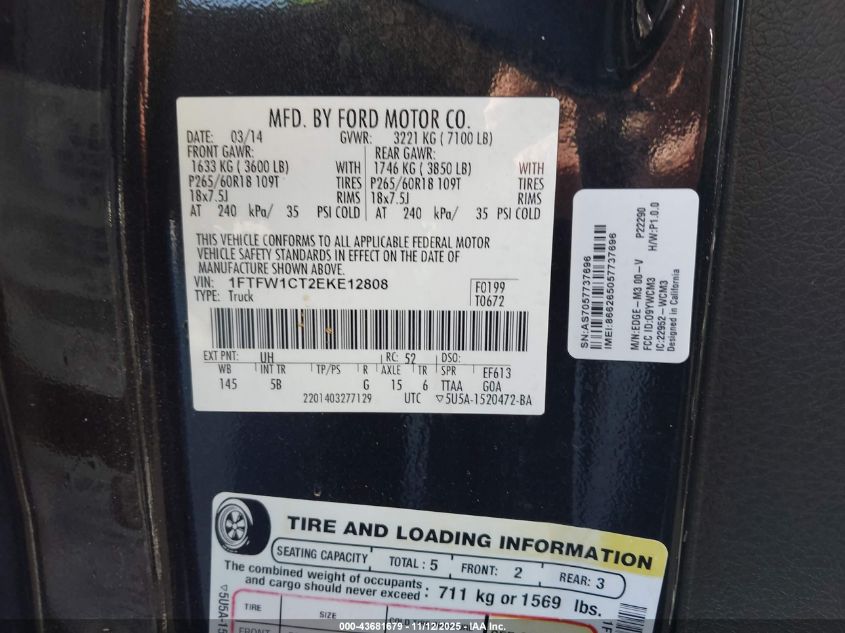 MFD. BY FORD MOTOR CO.
DATE: 03/14 GVWR: 3221 KG ( 7100 LB)
FRONT GAWR: REAR GAWR:
1633 KG ( 3600 LB) WITH 1746 KG ( 3850 LB) WITH
P265/60R18 109T TIRES P265/60R18 109T TIRES
18x7.5J RIMS 18x7.5J RIMS
AT 240 kPa/ 35 PSI COLD AT 240 kPa/ 35 PSI COLD
THIS VEHICLE CONFORMS TO ALL APPLICABLE FEDERAL MOTOR
VEHICLE SAFETY STANDARDS IN EFFECT ON THE DATE OF
MANUFACTURE SHOWN ABOVE.
VIN: 1FTFW1CT2EKE12808 F0199
TYPE: Truck T0672
EXT PNT: UH RC: 52 DSO:
WB INT TR TP/PS R AXLE TR SPR EF613
145 5B G 15 6 TTAA GOA
2201403277129 UTC ▽5U5A-1520472-BA
SN:AS7057737696
IMEI:866265057737696
M/N:EDGE-M3 00-V P22290
FCC ID:09YWCM3 H/W:P1.0.0
IC:22952-WCM3
Designed in California
TIRE AND LOADING INFORMATION
SEATING CAPACITY TOTAL : 5 FRONT: 2 REAR: 3
The combined weight of occupants
and cargo should never exceed : 711 kg or 1569 lbs.
▽5U5A-15
TIRE SIZE
FRONT
000-43681679 - 11/12/2025 - IAA Inc.